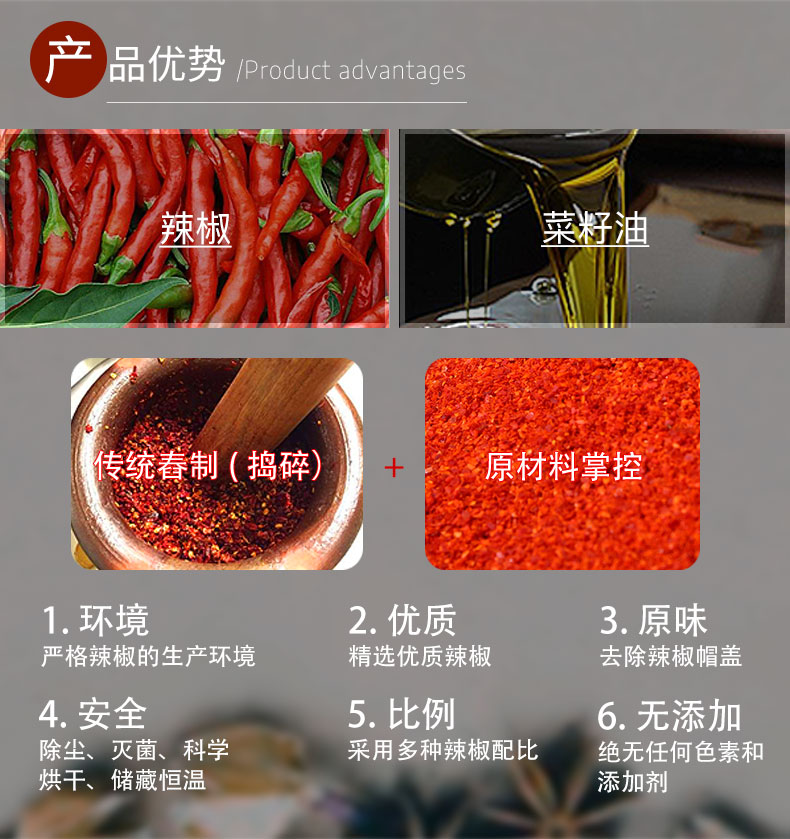 产品优势 /Product advantages
辣椒
菜籽油
传统舂制 ( 捣碎）
+
原材料掌控
1. 环境
严格辣椒的生产环境
2. 优质
精选优质辣椒
3. 原味
去除辣椒帽盖
4. 安全
除尘、灭菌、科学
烘干、储藏恒温
5. 比例
采用多种辣椒配比
6. 无添加
绝无任何色素和
添加剂